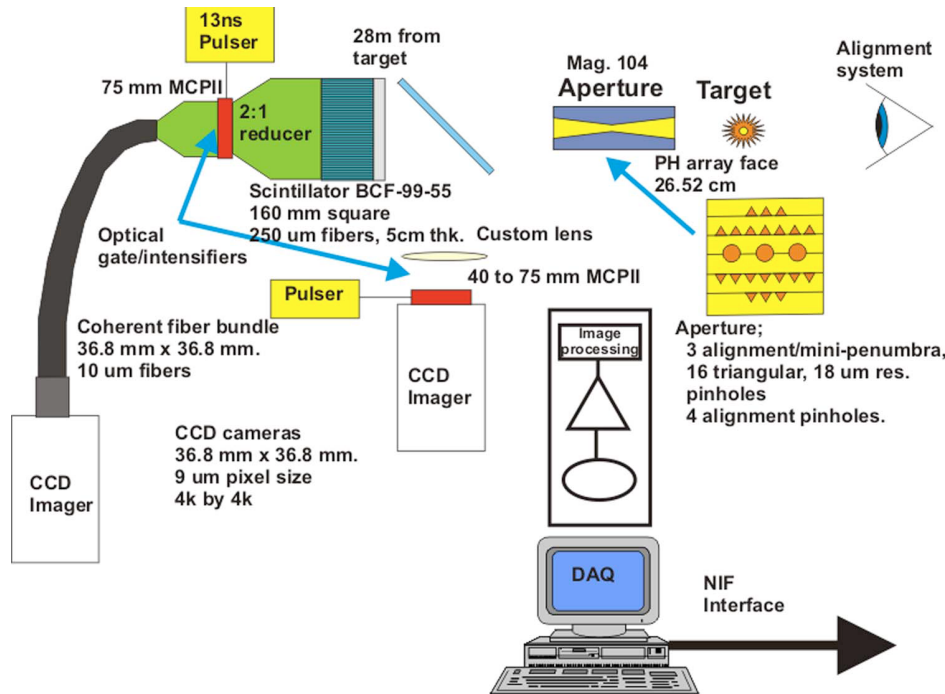 13ns
Pulser
75 mm MCPII
2:1
reducer
28m from
target
Mag. 104
Aperture
Target
Alignment
system
PH array face
26.52 cm
Scintillator BCF-99-55
160 mm square
250 um fibers, 5cm thk.
Optical
gate/intensifiers
Custom lens
40 to 75 mm MCPII
Pulser
Coherent fiber bundle
36.8 mm x 36.8 mm.
10 um fibers
CCD
Imager
CCD
Imager
CCD cameras
36.8 mm x 36.8 mm.
9 um pixel size
4k by 4k
Image
processing
Aperture;
3 alignment/mini-penumbra,
16 triangular, 18 um res.
pinholes
4 alignment pinholes.
DAQ
NIF
Interface